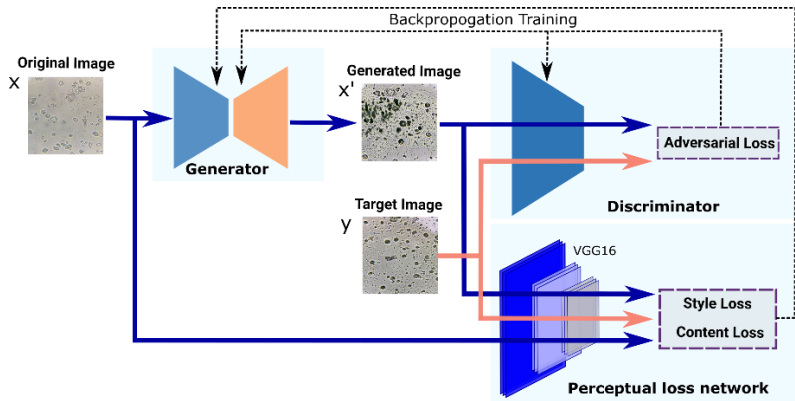 Backpropogation Training
Original Image
Generated Image
x
x'
Adversarial Loss
Generator
Target Image
y
Discriminator
VGG16
Style Loss
Content Loss
Perceptual loss network